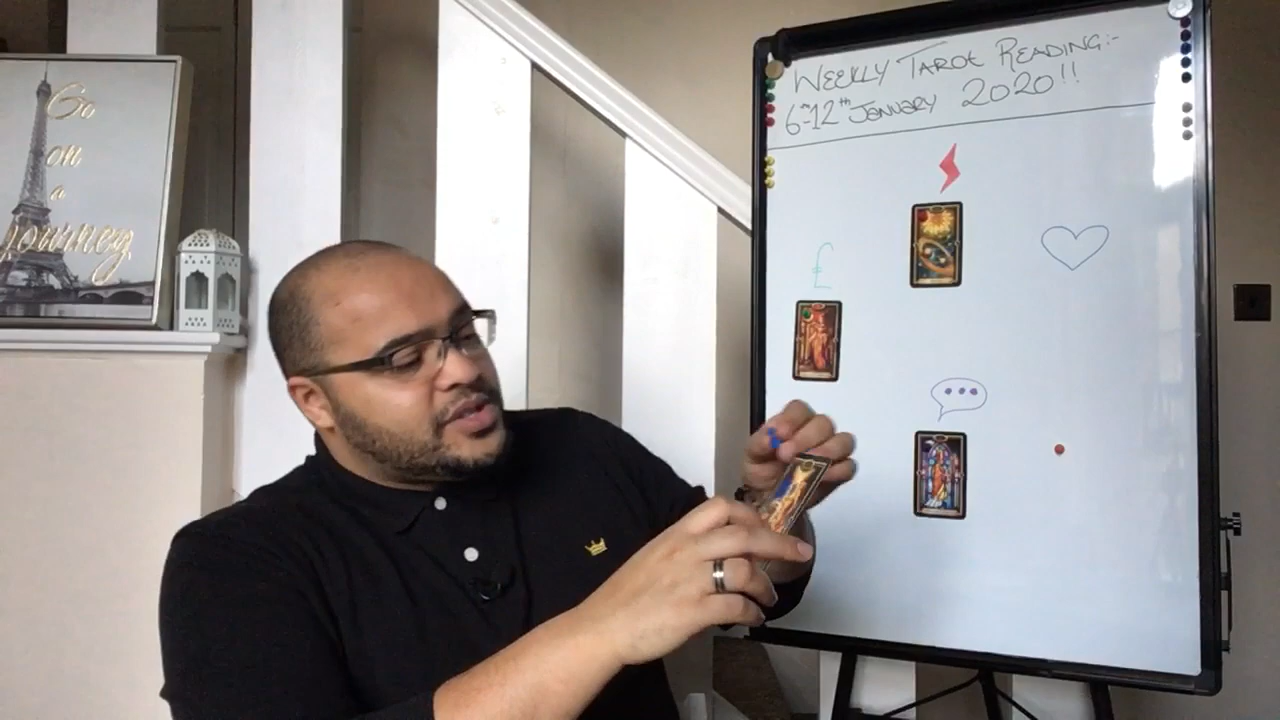 Go
on
a
journey
WEEKLY TAROT READING:-
6th-12th JANUARY 2020!!
£